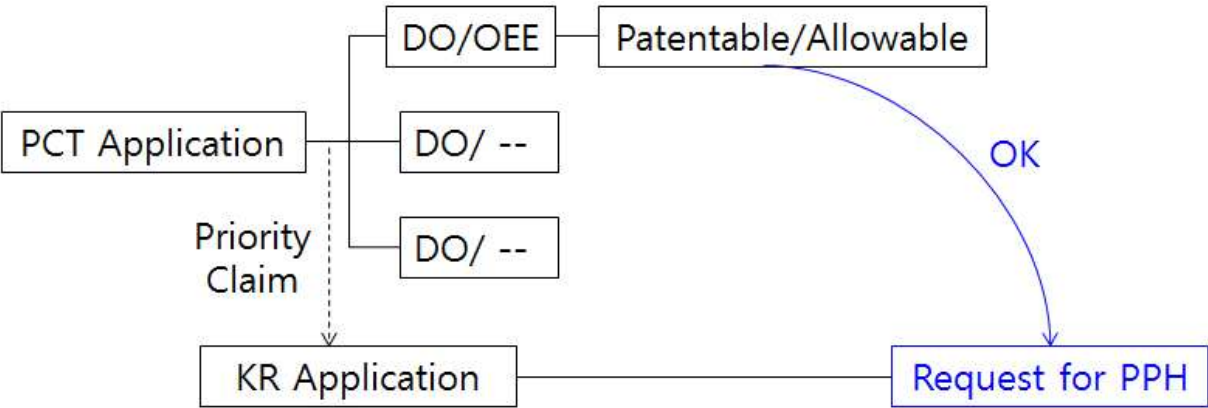 DO/OEE
Patentable/Allowable
PCT Application
DO/ --
OK
Priority
Claim
DO/ --
KR Application
Request for PPH